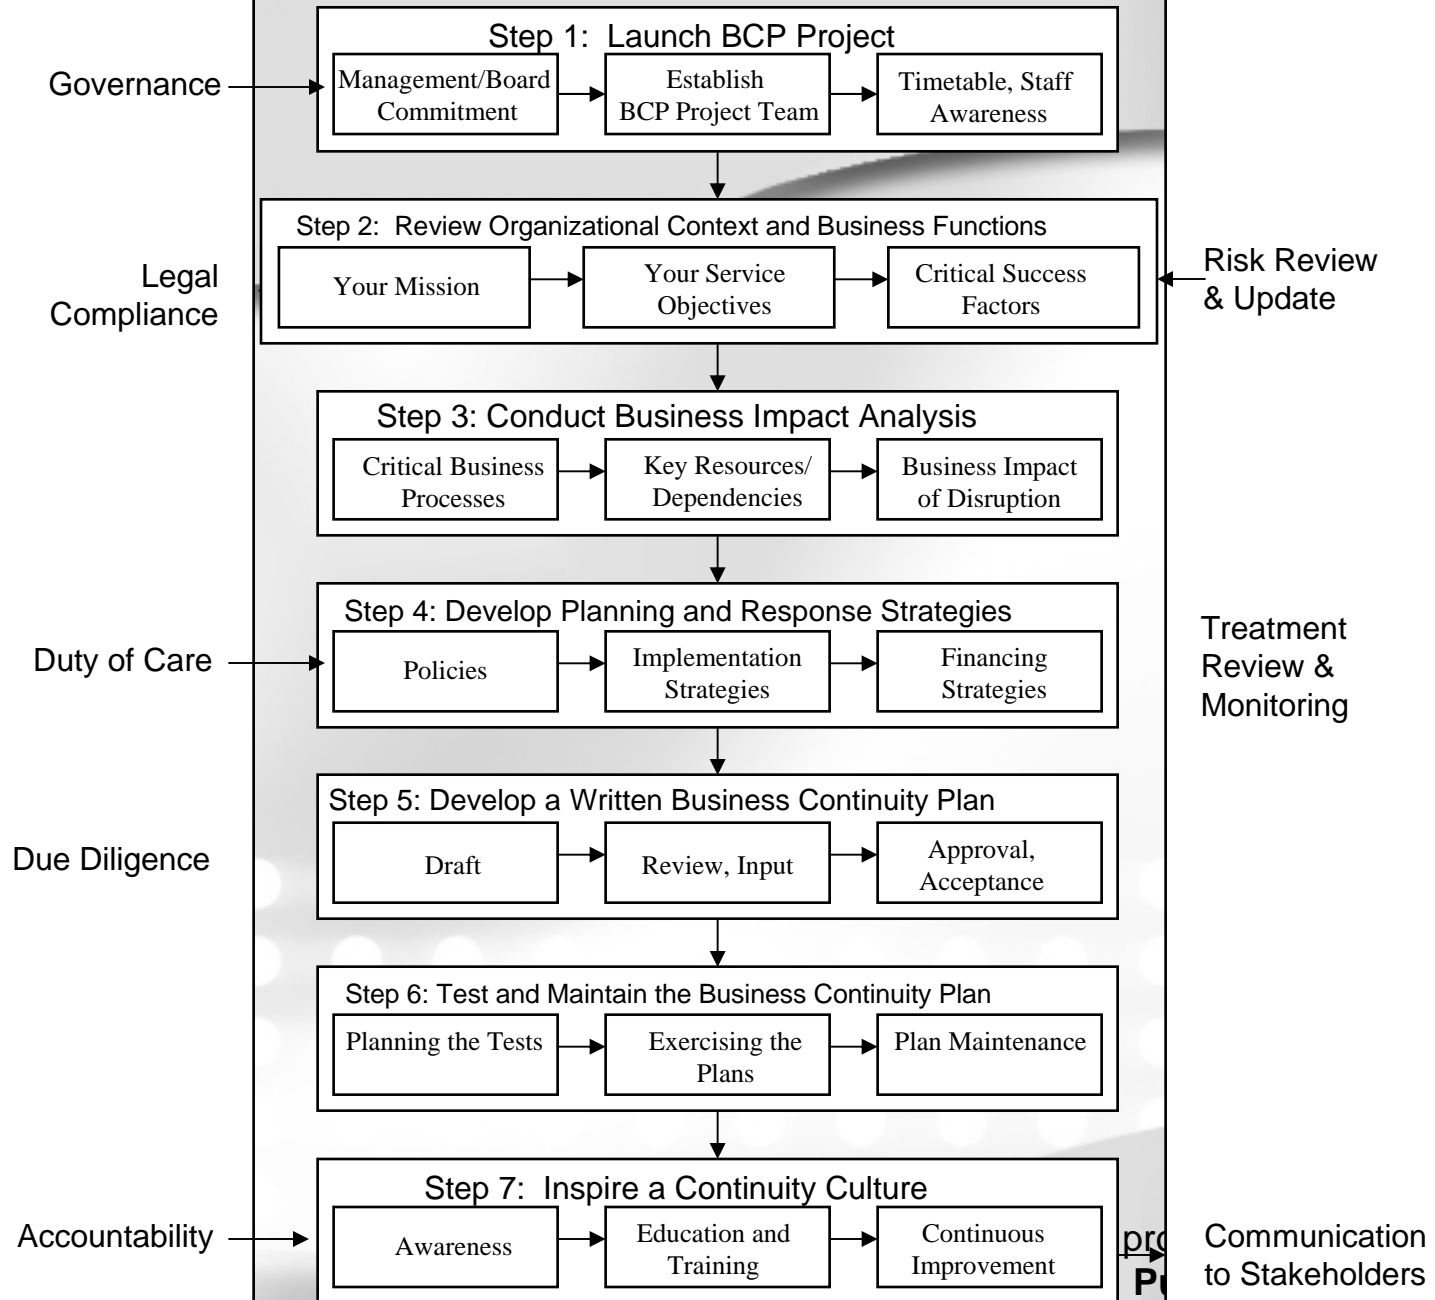 Step 1: Launch BCP Project
Governance
Management/Board
Commitment
Establish
BCP Project Team
Timetable, Staff
Awareness
Step 2: Review Organizational Context and Business Functions
Legal
Compliance
Your Mission
Your Service
Objectives
Critical Success
Factors
Risk Review
& Update
Step 3: Conduct Business Impact Analysis
Critical Business
Processes
Key Resources/
Dependencies
Business Impact
of Disruption
Step 4: Develop Planning and Response Strategies
Duty of Care
Policies
Implementation
Strategies
Financing
Strategies
Treatment
Review &
Monitoring
Step 5: Develop a Written Business Continuity Plan
Due Diligence
Draft
Review, Input
Approval,
Acceptance
Step 6: Test and Maintain the Business Continuity Plan
Planning the Tests
Exercising the
Plans
Plan Maintenance
Step 7: Inspire a Continuity Culture
Accountability
Awareness
Education and
Training
Continuous
Improvement
Communication
to Stakeholders